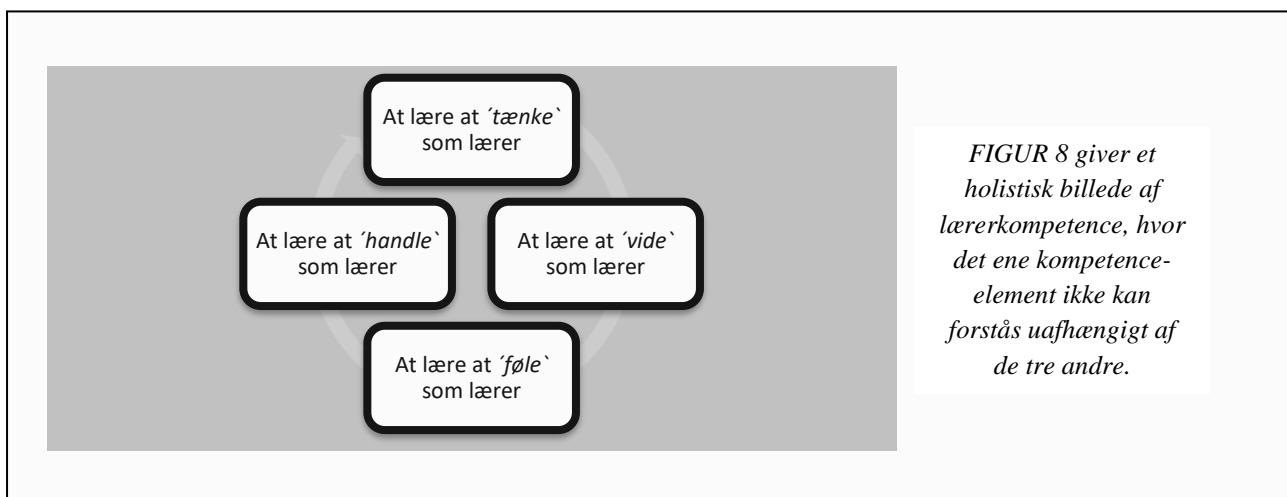 At lære at ´tænke`
som lærer
At lære at ´handle`
som lærer
At lære at ´vide`
som lærer
At lære at ´føle`
som lærer
FIGUR 8 giver et
holistisk billede af
lærerkompetence, hvor
det ene kompetence-
element ikke kan
forstås uafhængigt af
de tre andre.